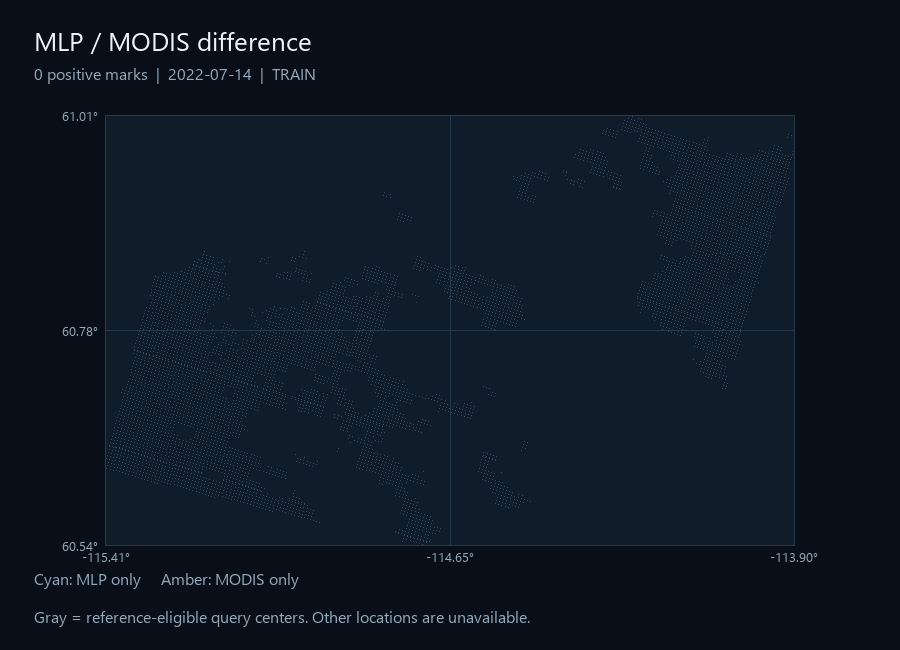 MLP / MODIS difference
0 positive marks | 2022-07-14 | TRAIN
61.01°
60.78°
60.54°
-115.41°
-114.65°
-113.90°
Cyan: MLP only Amber: MODIS only
Gray = reference-eligible query centers. Other locations are unavailable.